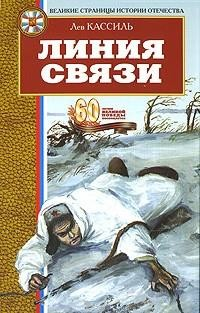 ВЕЛИКИЕ СТРАНИЦЫ ИСТОРИИ ОТЕЧЕСТВА
Лев КАССИЛЬ
ЛИНИЯ
СВЯЗИ
60
ВЕЛИКОЙ
ПОБЕДЫ